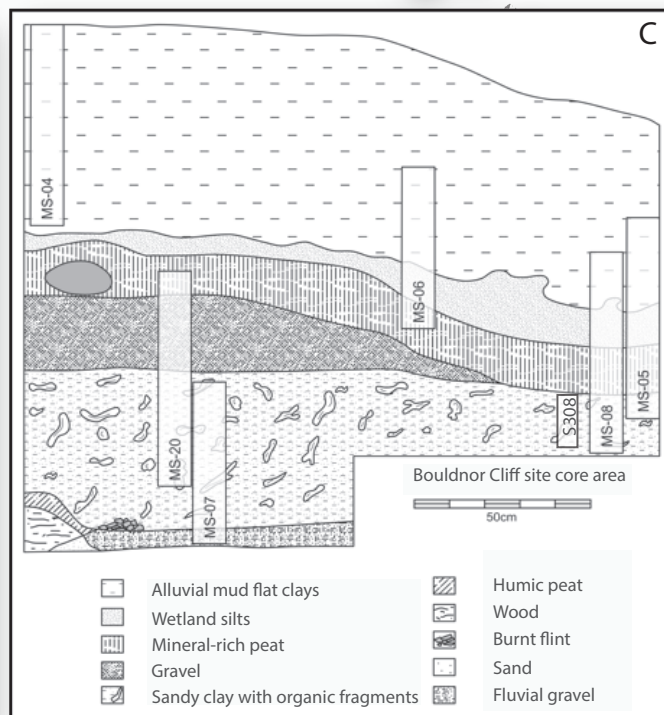 C
MS-04
MS-06
MS-05
MS-08
S308
MS-20
MS-07
Bouldnor Cliff site core area
50cm
Alluvial mud flat clays
Wetland silts
Mineral-rich peat
Gravel
Sandy clay with organic fragments
Humic peat
Wood
Burnt flint
Sand
Fluvial gravel